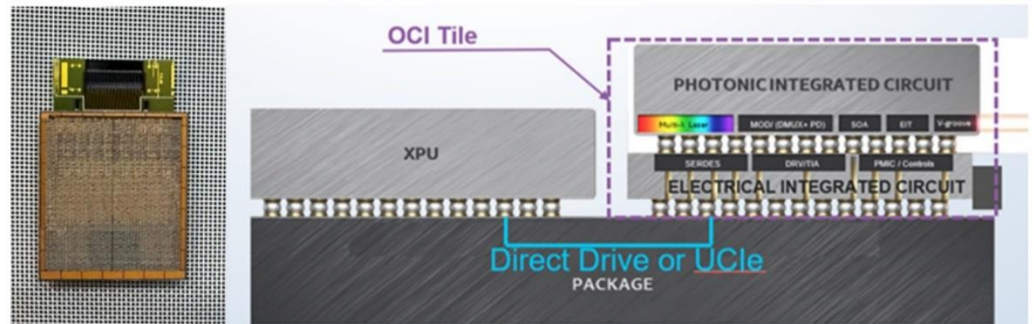 OCI Tile
PHOTONIC INTEGRATED CIRCUIT
Multi-λ Laser
MOD/ (DMUX+ PD)
SOA
EIT
V-groove
XPU
SERDES
DRV/TIA
PMIC / Controls
ELECTRICAL INTEGRATED CIRCUIT
Direct Drive or UCIe
PACKAGE